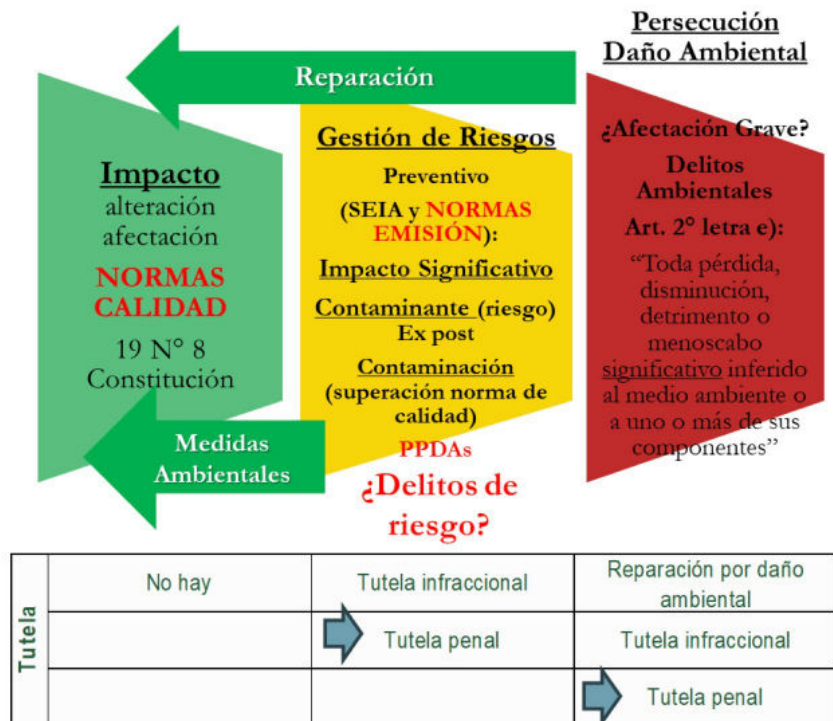 Persecución
Daño Ambiental
Reparación
Impacto
alteración
afectación
NORMAS
CALIDAD
19 N° 8
Constitución
Medidas
Ambientales
Gestión de Riesgos
Preventivo
(SEIA y NORMAS
EMISIÓN):
Impacto Significativo
Contaminante (riesgo)
Ex post
Contaminación
(superación norma de
calidad)
PPDAs
¿Delitos de
riesgo?
¿Afectación Grave?
Delitos
Ambientales
Art. 2° letra e):
“Toda pérdida,
disminución,
detrimento o
menoscabo
significativo inferido
al medio ambiente o
a uno o más de sus
componentes”
Tutela
No hay
Tutela infraccional
Reparación por daño
ambiental
Tutela penal
Tutela infraccional
Tutela penal